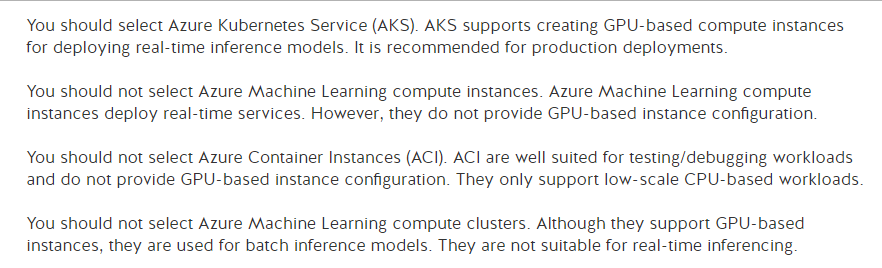 You should select Azure Kubernetes Service (AKS). AKS supports creating GPU-based compute instances
for deploying real-time inference models. It is recommended for production deployments.
You should not select Azure Machine Learning compute instances. Azure Machine Learning compute
instances deploy real-time services. However, they do not provide GPU-based instance configuration.
You should not select Azure Container Instances (ACI). ACI are well suited for testing/debugging workloads
and do not provide GPU-based instance configuration. They only support low-scale CPU-based workloads.
You should not select Azure Machine Learning compute clusters. Although they support GPU-based
instances, they are used for batch inference models. They are not suitable for real-time inferencing.